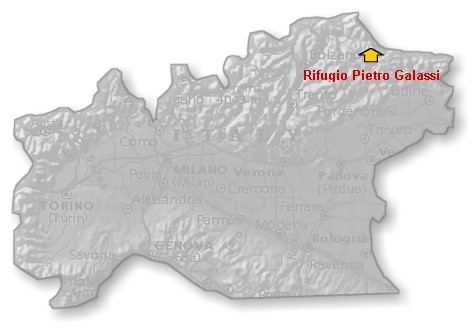 Bolzano
Rifugio Pietro Galassi
Trento
Udine
Pordenone
Treviso
Como
ITALY
MILANO
(Milan)
Verona
Pavia
Cremona
Padova
(Padua)
TORINO
(Turin)
Alessandria
Parma
Ferrara
Modena
GENOVA
(Genoa)
Bologna
Savona
Ravenna